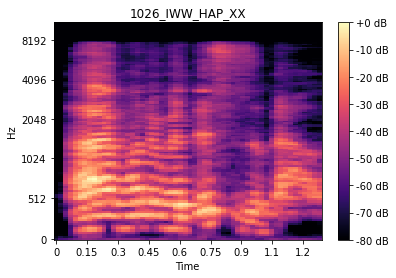 1026_IWW_HAP_XX
8192
4096
2048
1024
512
0
Hz
0 0.15 0.3 0.45 0.6 0.75 0.9 1.1 1.2
Time
+0 dB
-10 dB
-20 dB
-30 dB
-40 dB
-50 dB
-60 dB
-70 dB
-80 dB